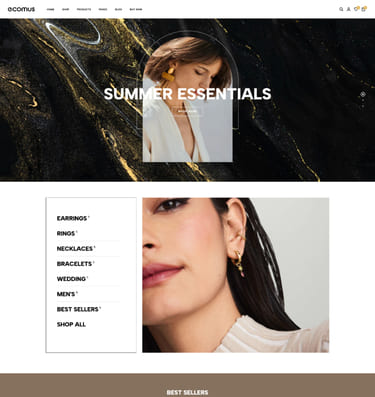 ecomus
HOME SHOP PRODUCTS PAGES BLOG BUY NOW
SUMMER ESSENTIALS
EARRINGS
RINGS
NECKLACES
BRACELETS
WEDDING
MEN'S
BEST SELLERS
SHOP ALL
BEST SELLERS